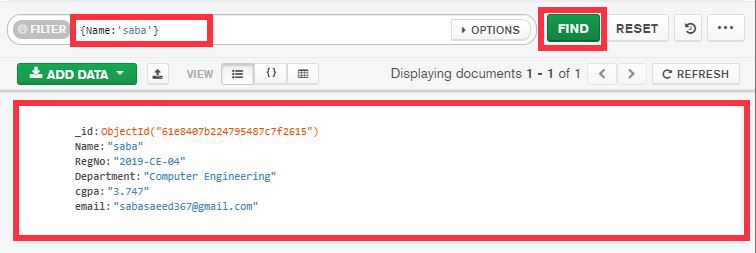 FILTER {Name:'saba'} OPTIONS FIND RESET
ADD DATA VIEW {} Displaying documents 1 - 1 of 1 < > REFRESH
_id: ObjectId("61e8407b224795487c7f2615")
Name: "saba"
RegNo: "2019-CE-04"
Department: "Computer Engineering"
cgpa: "3.747"
email: "sabasaeed367@gmail.com"